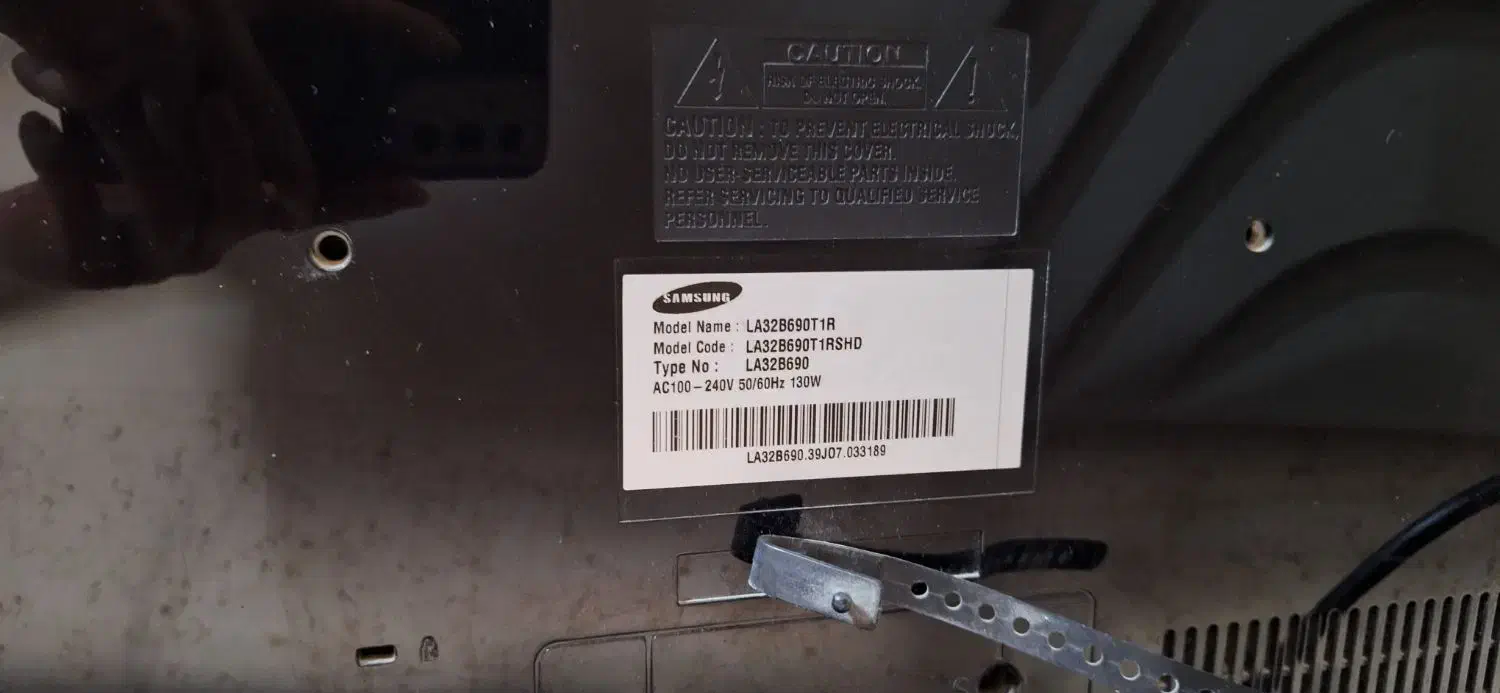 CAUTION
RISK OF ELECTRIC SHOCK.
DO NOT OPEN.
CAUTION : TO PREVENT ELECTRICAL SHOCK,
DO NOT REMOVE THIS COVER.
NO USER-SERVICEABLE PARTS INSIDE.
REFER SERVICING TO QUALIFIED SERVICE
PERSONNEL.
SAMSUNG
Model Name : LA32B690T1R
Model Code : LA32B690T1RSHD
Type No : LA32B690
AC100 – 240V 50/60Hz 130W
LA32B690.39J07.033189